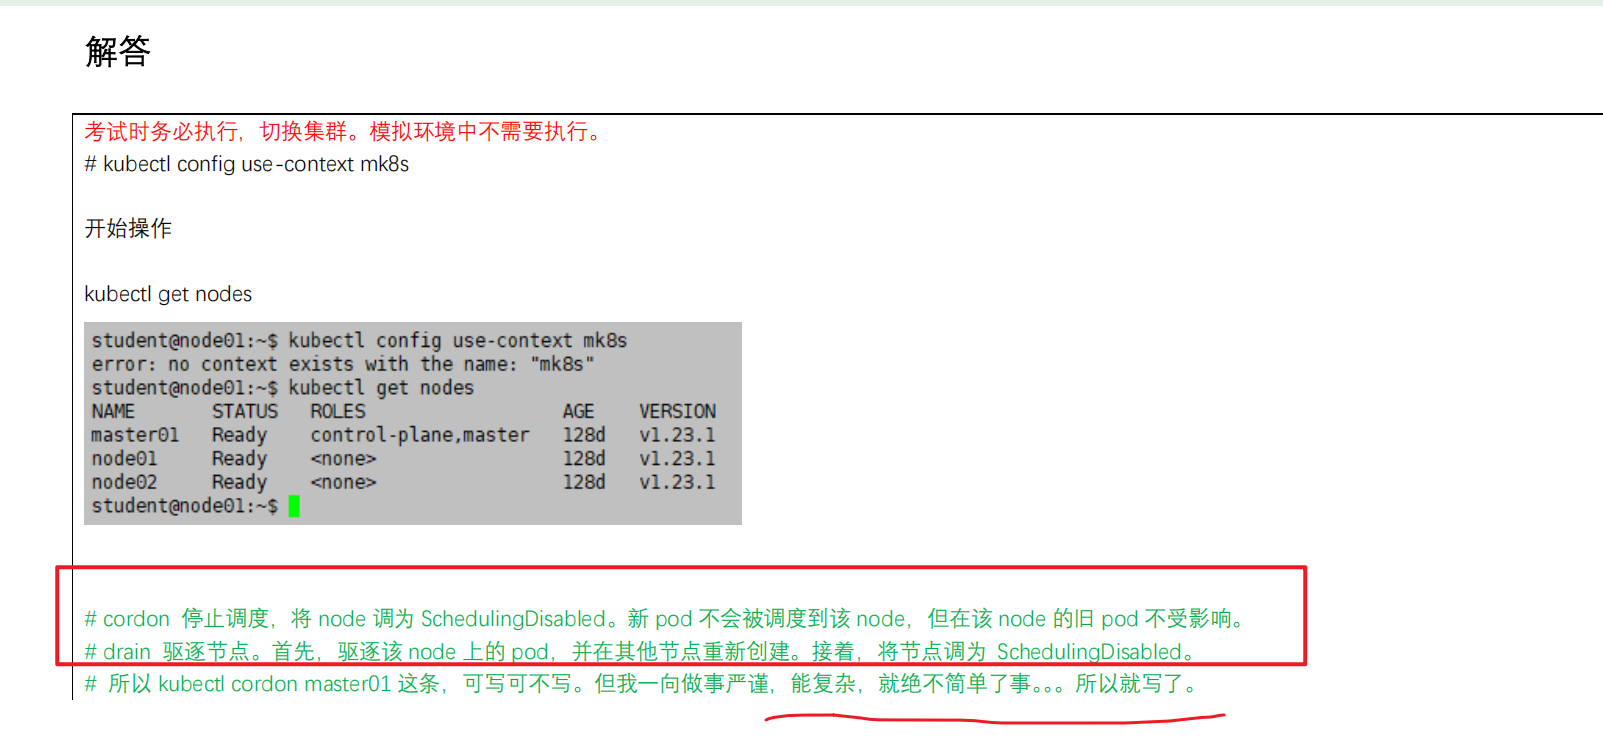 解答
考试时务必执行，切换集群。模拟环境中不需要执行。
# kubectl config use-context mk8s
开始操作
kubectl get nodes
student@node01:~$ kubectl config use-context mk8s
error: no context exists with the name: "mk8s"
student@node01:~$ kubectl get nodes
NAME STATUS ROLES AGE VERSION
master01 Ready control-plane,master 128d v1.23.1
node01 Ready <none> 128d v1.23.1
node02 Ready <none> 128d v1.23.1
student@node01:~$
# cordon 停止调度，将 node 调为 SchedulingDisabled。新 pod 不会被调度到该 node，但在该 node 的旧 pod 不受影响。
# drain 驱逐节点。首先，驱逐该 node 上的 pod，并在其他节点重新创建。接着，将节点调为 SchedulingDisabled。
# 所以 kubectl cordon master01 这条，可写可不写。但我一向做事严谨，能复杂，就绝不简单了事。。。所以就写了。